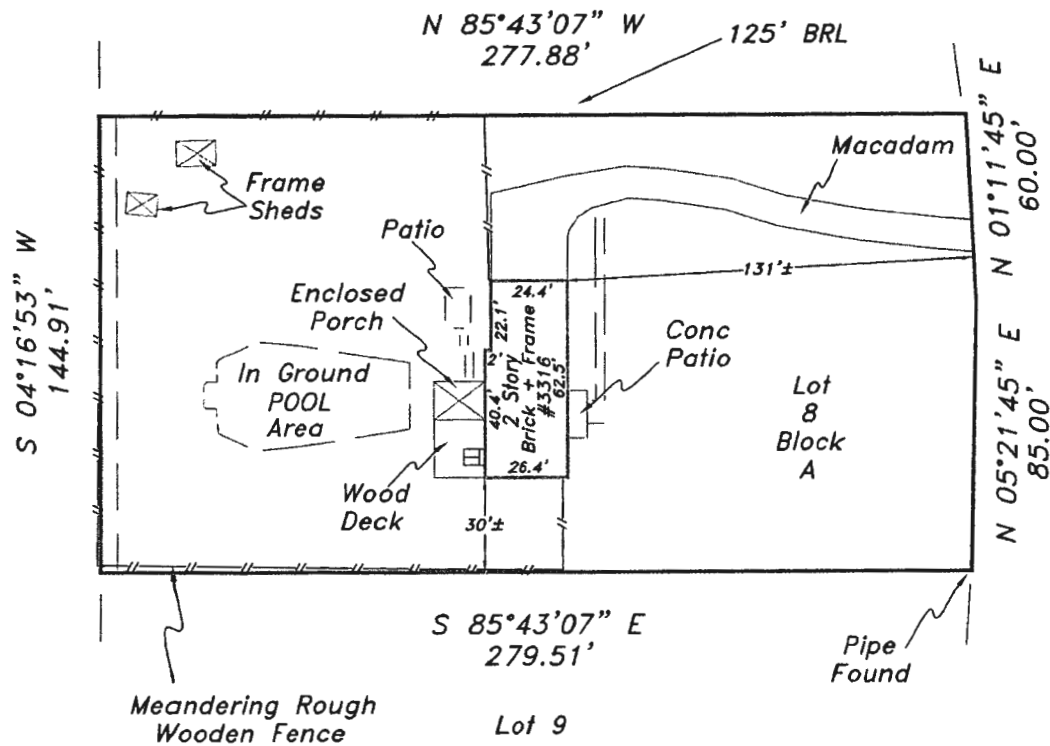 N 85°43'07" W
277.88'
125' BRL
N 01°11'45" E
60.00'
Macadam
Frame
Sheds
Patio
131'±
S 04°16'53" W
144.91'
Enclosed
Porch
24.4'
22.1'
2'
40.4'
2 Story
Brick + Frame
#3316
62.5'
Conc
Patio
In Ground
POOL
Area
Lot
8
Block
A
N 05°21'45" E
85.00'
26.4'
Wood
Deck
30'±
S 85°43'07" E
279.51'
Pipe
Found
Meandering Rough
Wooden Fence
Lot 9